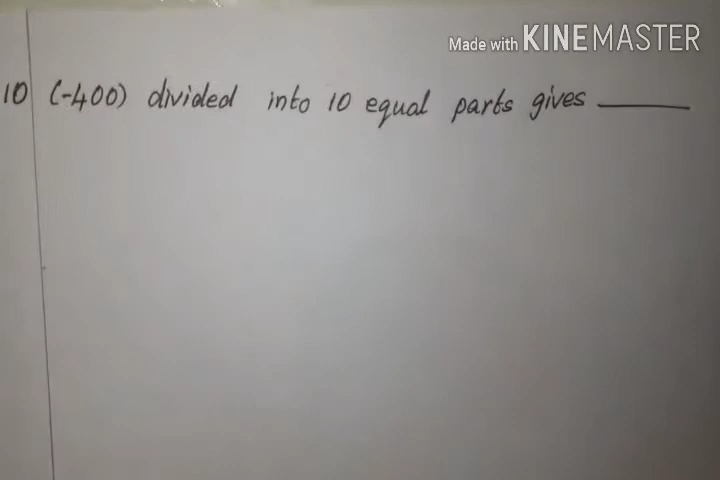 Made with KINEMASTER
10 (-400) divided into 10 equal parts gives ______